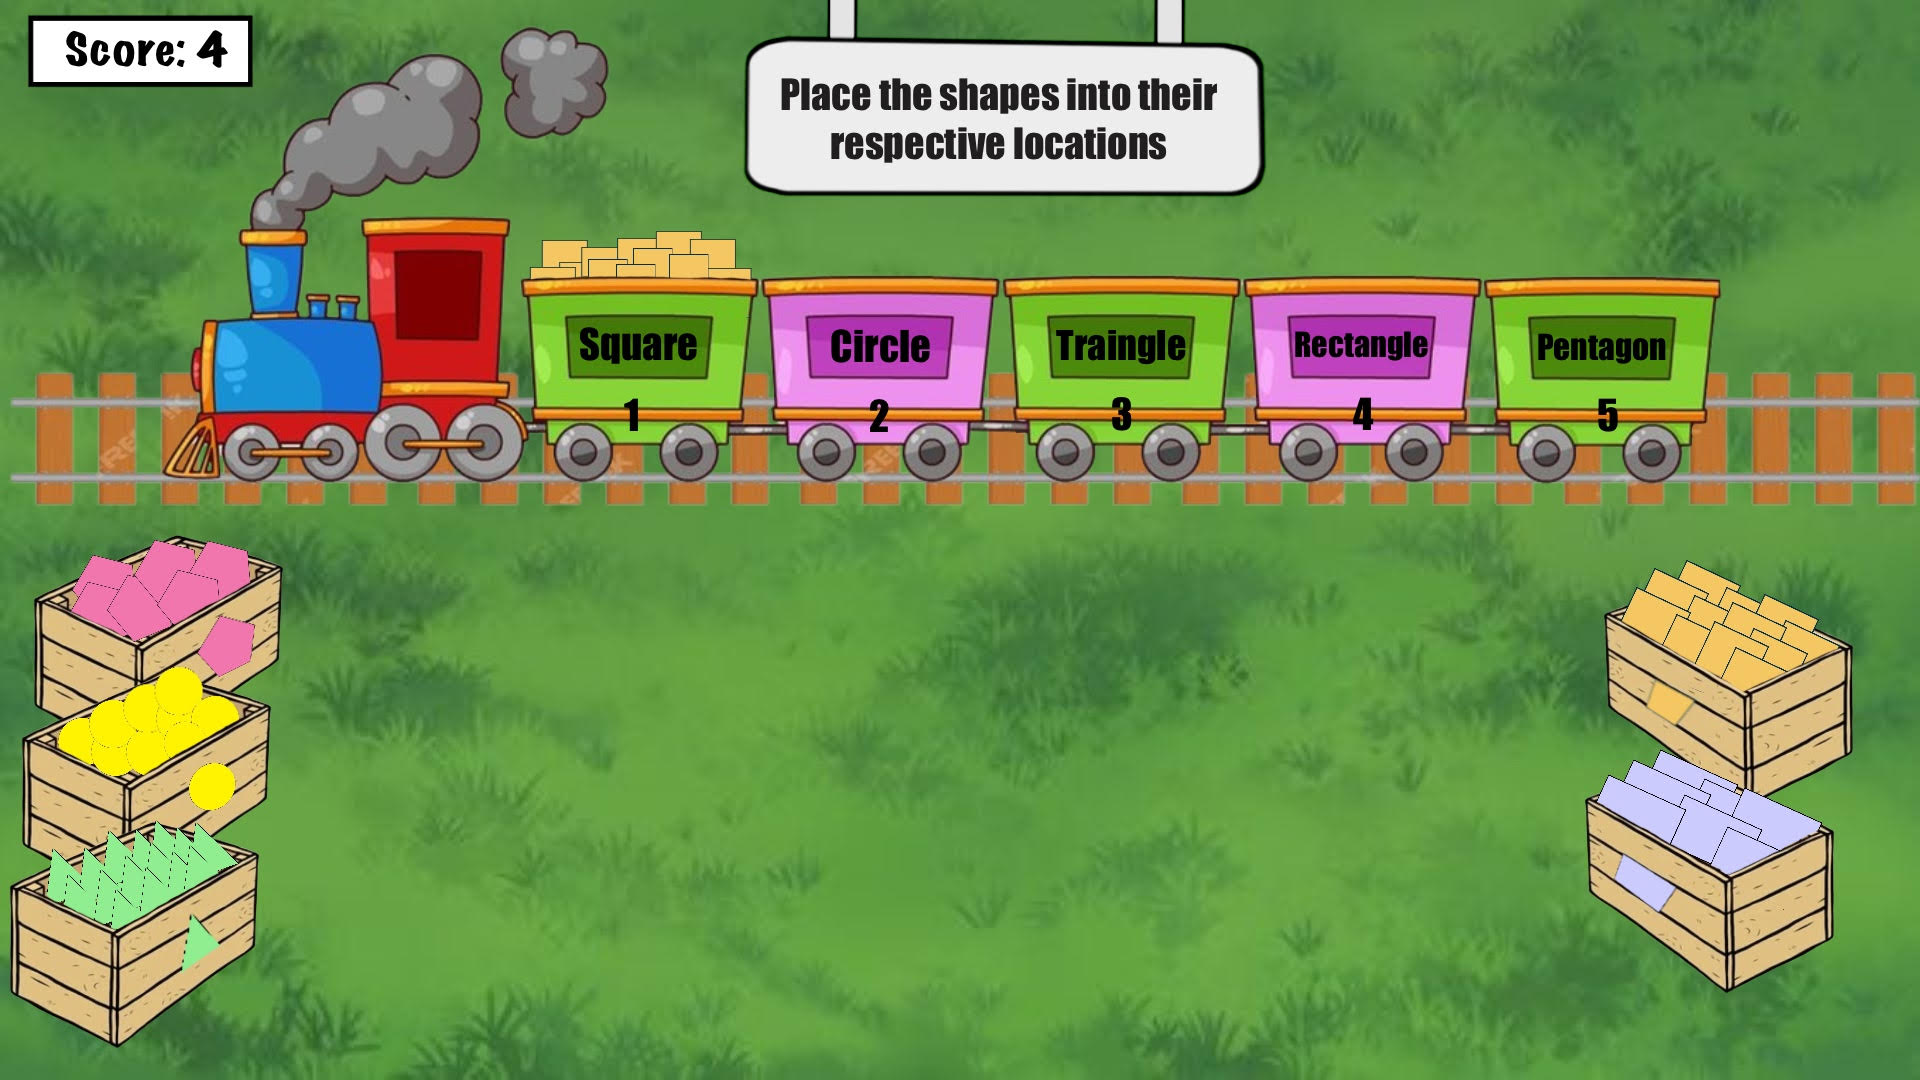 Score: 4
Place the shapes into their
respective locations
Square
Circle
Traingle
Rectangle
Pentagon
1
2
3
4
5